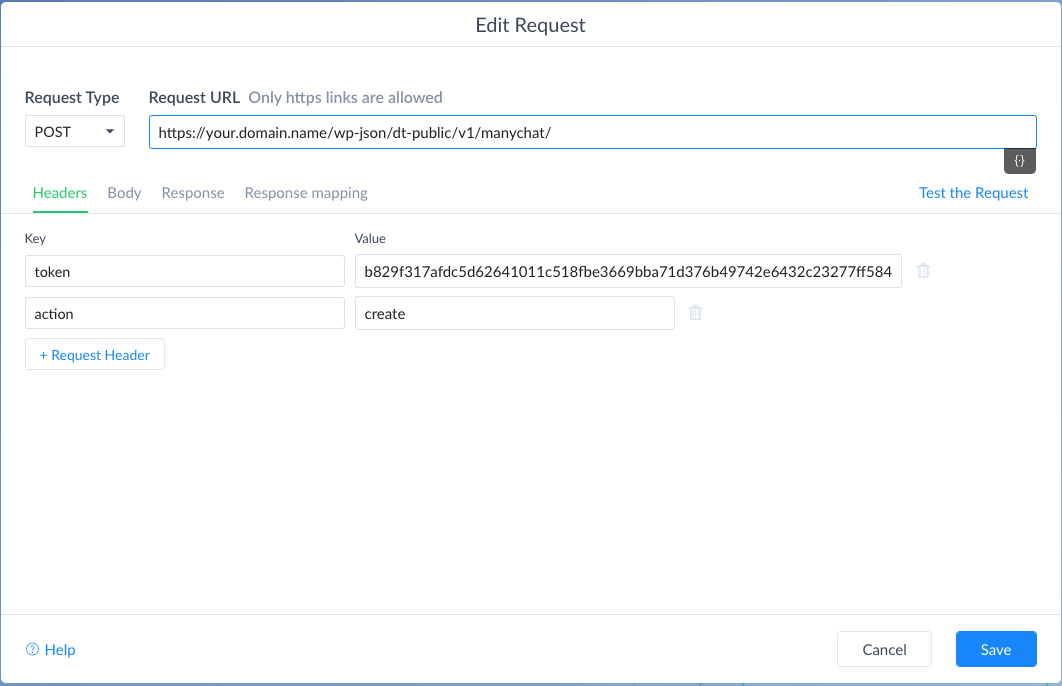 Edit Request
Request Type
Request URL Only https links are allowed
POST
https://your.domain.name/wp-json/dt-public/v1/manychat/
{}
Headers Body Response Response mapping Test the Request
Key Value
token b829f317afdc5d62641011c518fbe3669bba71d376b49742e6432c23277ff584
action create
+ Request Header
? Help Cancel Save